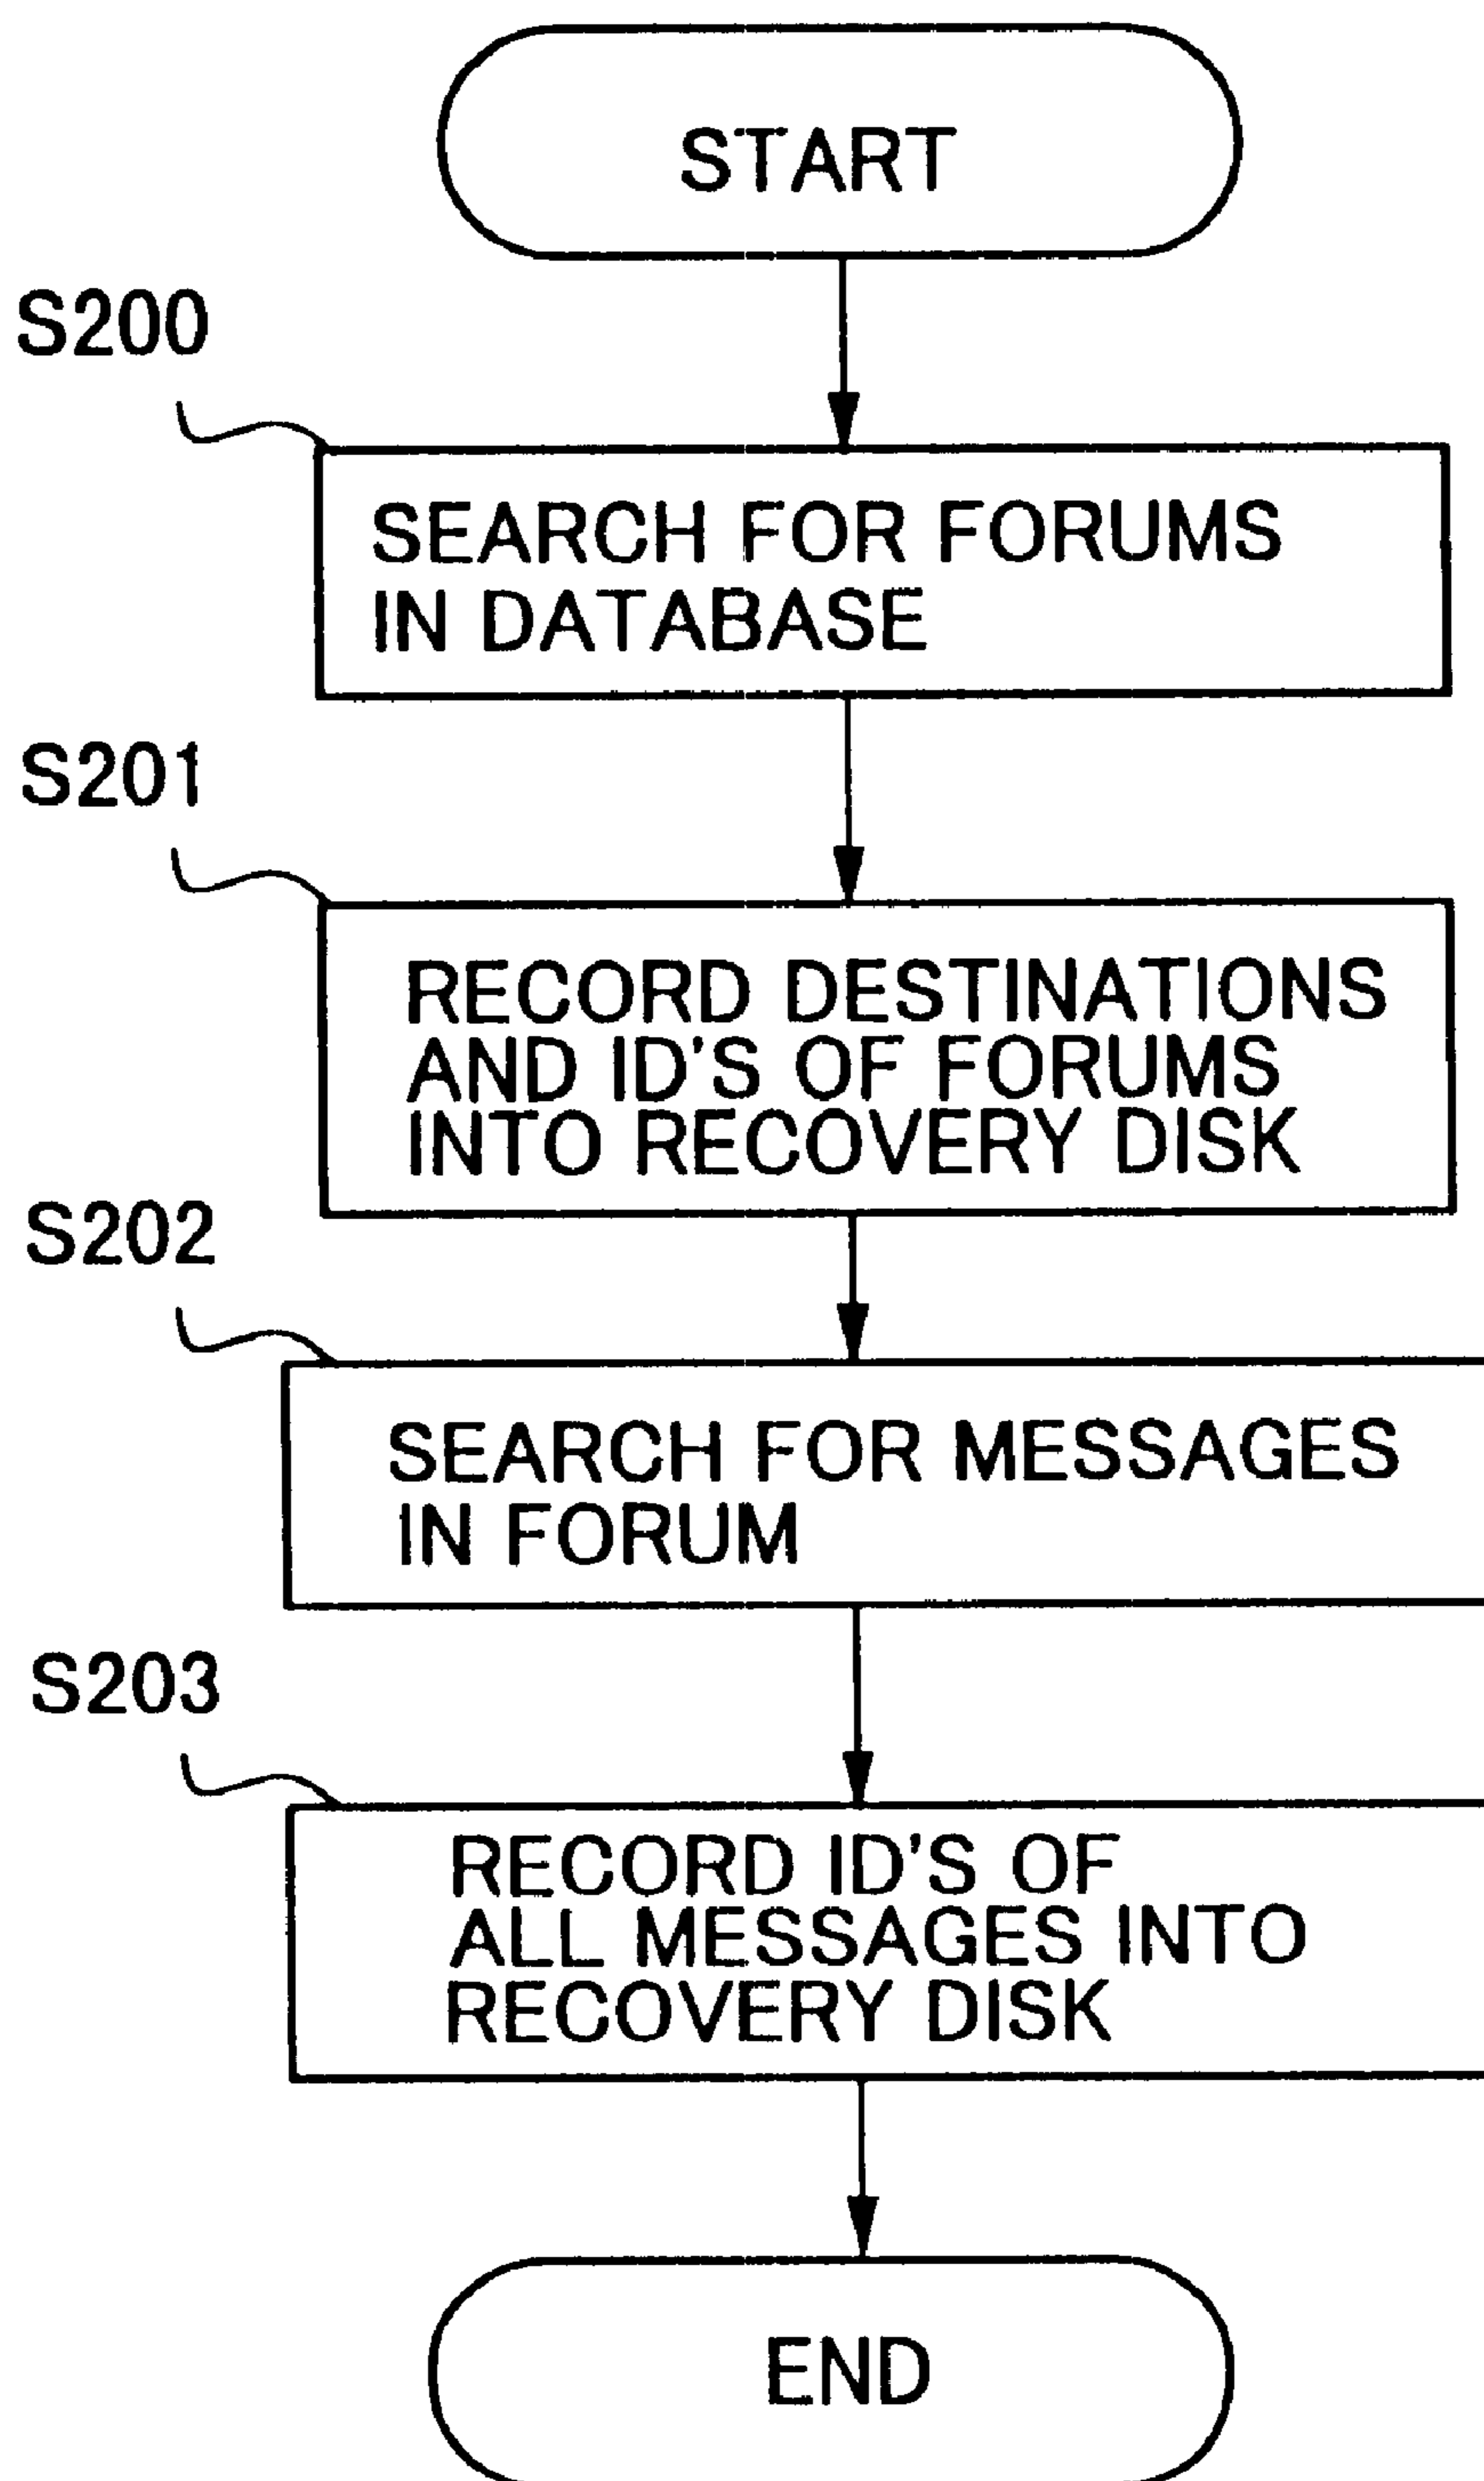 START
S200
SEARCH FOR FORUMS
IN DATABASE
S201
RECORD DESTINATIONS
AND ID'S OF FORUMS
INTO RECOVERY DISK
S202
SEARCH FOR MESSAGES
IN FORUM
S203
RECORD ID'S OF
ALL MESSAGES INTO
RECOVERY DISK
END